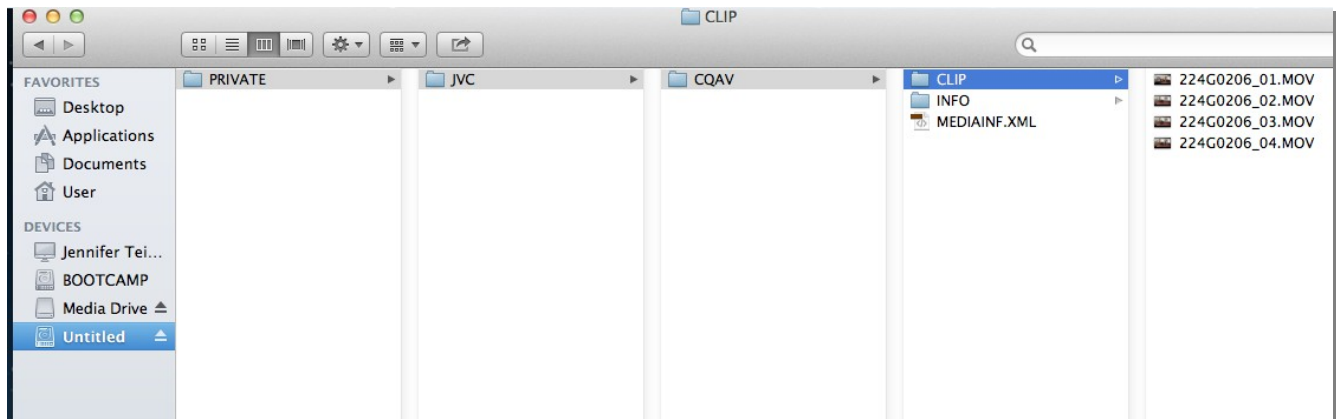 CLIP
FAVORITES
Desktop
Applications
Documents
User
DEVICES
Jennifer Tei...
BOOTCAMP
Media Drive
Untitled
PRIVATE
JVC
CQAV
CLIP
INFO
MEDIAINF.XML
224G0206_01.MOV
224G0206_02.MOV
224G0206_03.MOV
224G0206_04.MOV